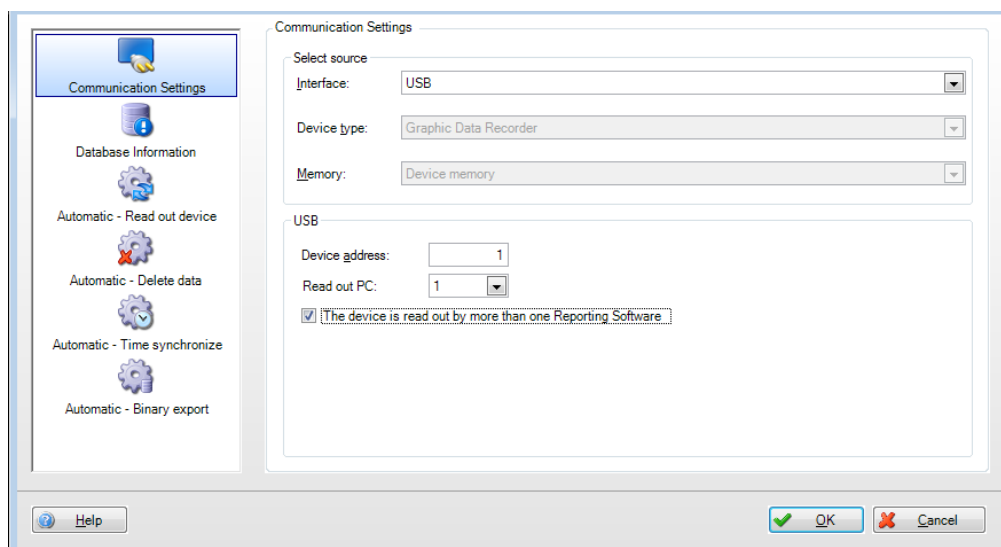 Communication Settings
Database Information
Automatic - Read out device
Automatic - Delete data
Automatic - Time synchronize
Automatic - Binary export
Communication Settings
Select source
Interface: USB
Device type: Graphic Data Recorder
Memory: Device memory
USB
Device address: 1
Read out PC: 1
The device is read out by more than one Reporting Software
Help
OK
Cancel